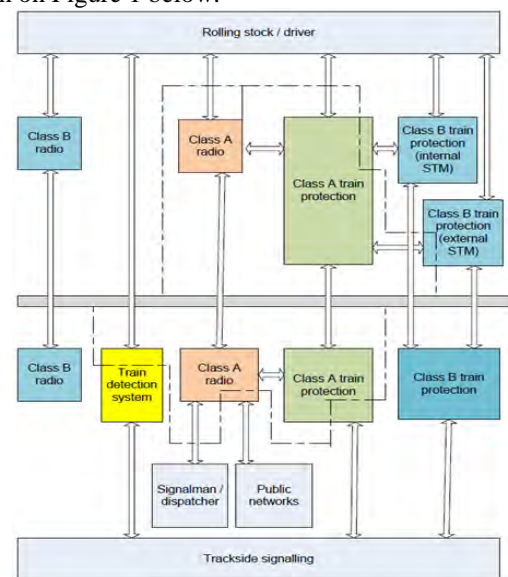 on Figure 1 below.
Rolling stock / driver
Class B
radio
Class A
radio
Class A train
protection
Class B train
protection
(internal
STM)
Class B train
protection
(external
STM)
Class B
radio
Train
detection
system
Class A
radio
Class A train
protection
Class B train
protection
Signalman /
dispatcher
Public
networks
Trackside signalling